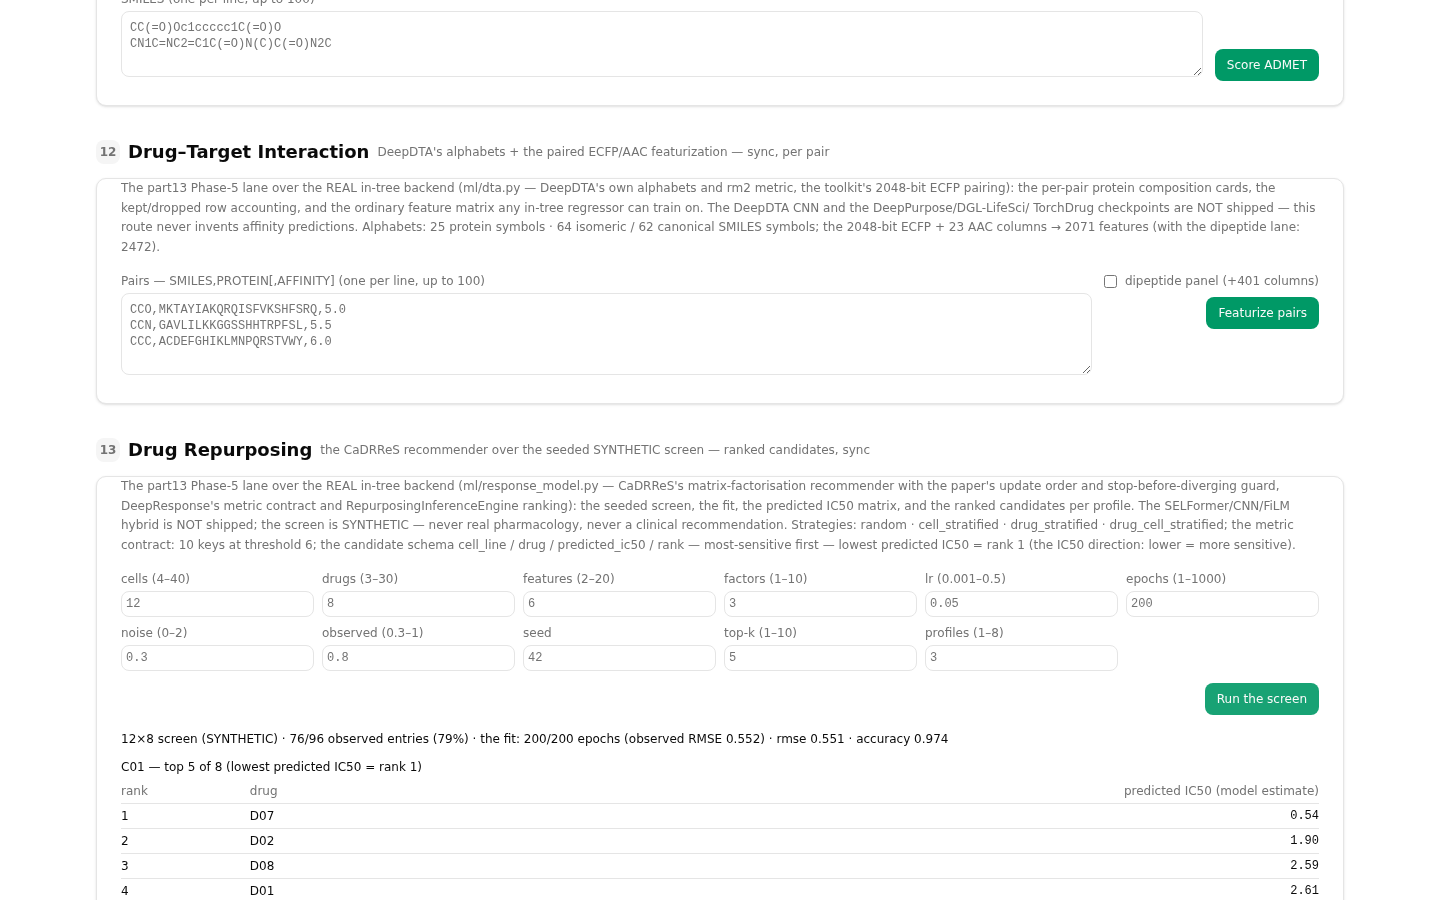 SMILES (one per line, up to 100)
CC(=O)Oc1ccccc1C(=O)O
CN1C=NC2=C1C(=O)N(C)C(=O)N2C
Score ADMET
12 Drug–Target Interaction DeepDTA's alphabets + the paired ECFP/AAC featurization — sync, per pair
The part13 Phase-5 lane over the REAL in-tree backend (ml/dta.py — DeepDTA's own alphabets and rm2 metric, the toolkit's 2048-bit ECFP pairing): the per-pair protein composition cards, the
kept/dropped row accounting, and the ordinary feature matrix any in-tree regressor can train on. The DeepDTA CNN and the DeepPurpose/DGL-LifeSci/ TorchDrug checkpoints are NOT shipped — this
route never invents affinity predictions. Alphabets: 25 protein symbols · 64 isomeric / 62 canonical SMILES symbols; the 2048-bit ECFP + 23 AAC columns → 2071 features (with the dipeptide lane:
2472).
Pairs — SMILES,PROTEIN[,AFFINITY] (one per line, up to 100)
dipeptide panel (+401 columns)
CCO,MKTAYIAKQRQISFVKSHFSRQ,5.0
CCN,GAVLILKKGGSSHHTRPFSL,5.5
CCC,ACDEFGHIKLMNPQRSTVWY,6.0
Featurize pairs
13 Drug Repurposing the CaDRReS recommender over the seeded SYNTHETIC screen — ranked candidates, sync
The part13 Phase-5 lane over the REAL in-tree backend (ml/response_model.py — CaDRReS's matrix-factorisation recommender with the paper's update order and stop-before-diverging guard,
DeepResponse's metric contract and RepurposingInferenceEngine ranking): the seeded screen, the fit, the predicted IC50 matrix, and the ranked candidates per profile. The SELFormer/CNN/FiLM
hybrid is NOT shipped; the screen is SYNTHETIC — never real pharmacology, never a clinical recommendation. Strategies: random · cell_stratified · drug_stratified · drug_cell_stratified; the metric
contract: 10 keys at threshold 6; the candidate schema cell_line / drug / predicted_ic50 / rank — most-sensitive first — lowest predicted IC50 = rank 1 (the IC50 direction: lower = more sensitive).
cells (4–40) drugs (3–30) features (2–20) factors (1–10) lr (0.001–0.5) epochs (1–1000)
12 8 6 3 0.05 200
noise (0–2) observed (0.3–1) seed top-k (1–10) profiles (1–8)
0.3 0.8 42 5 3
Run the screen
12×8 screen (SYNTHETIC) · 76/96 observed entries (79%) · the fit: 200/200 epochs (observed RMSE 0.552) · rmse 0.551 · accuracy 0.974
C01 — top 5 of 8 (lowest predicted IC50 = rank 1)
rank drug predicted IC50 (model estimate)
1 D07 0.54
2 D02 1.90
3 D08 2.59
4 D01 2.61